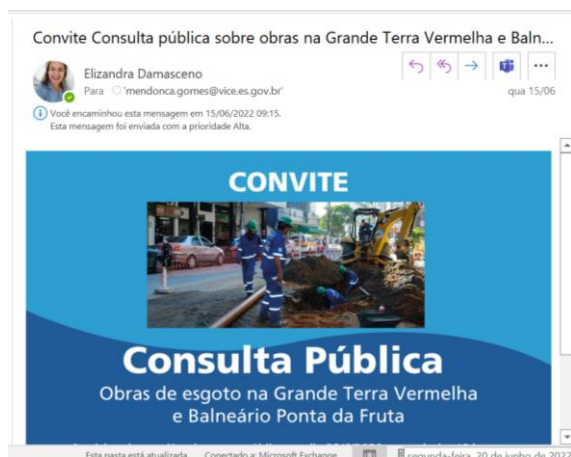 Convite Consulta pública sobre obras na Grande Terra Vermelha e Baln...
Elizandra Damasceno
Para 'mendonca.gomes@vice.es.gov.br'
qua 15/06
Você encaminhou esta mensagem em 15/06/2022 09:15.
Esta mensagem foi enviada com a prioridade Alta.
CONVITE
Consulta Pública
Obras de esgoto na Grande Terra Vermelha
e Balneário Ponta da Fruta
Esta pasta está atualizada. Conectado a: Microsoft Exchange
segunda-feira, 20 de junho de 2022